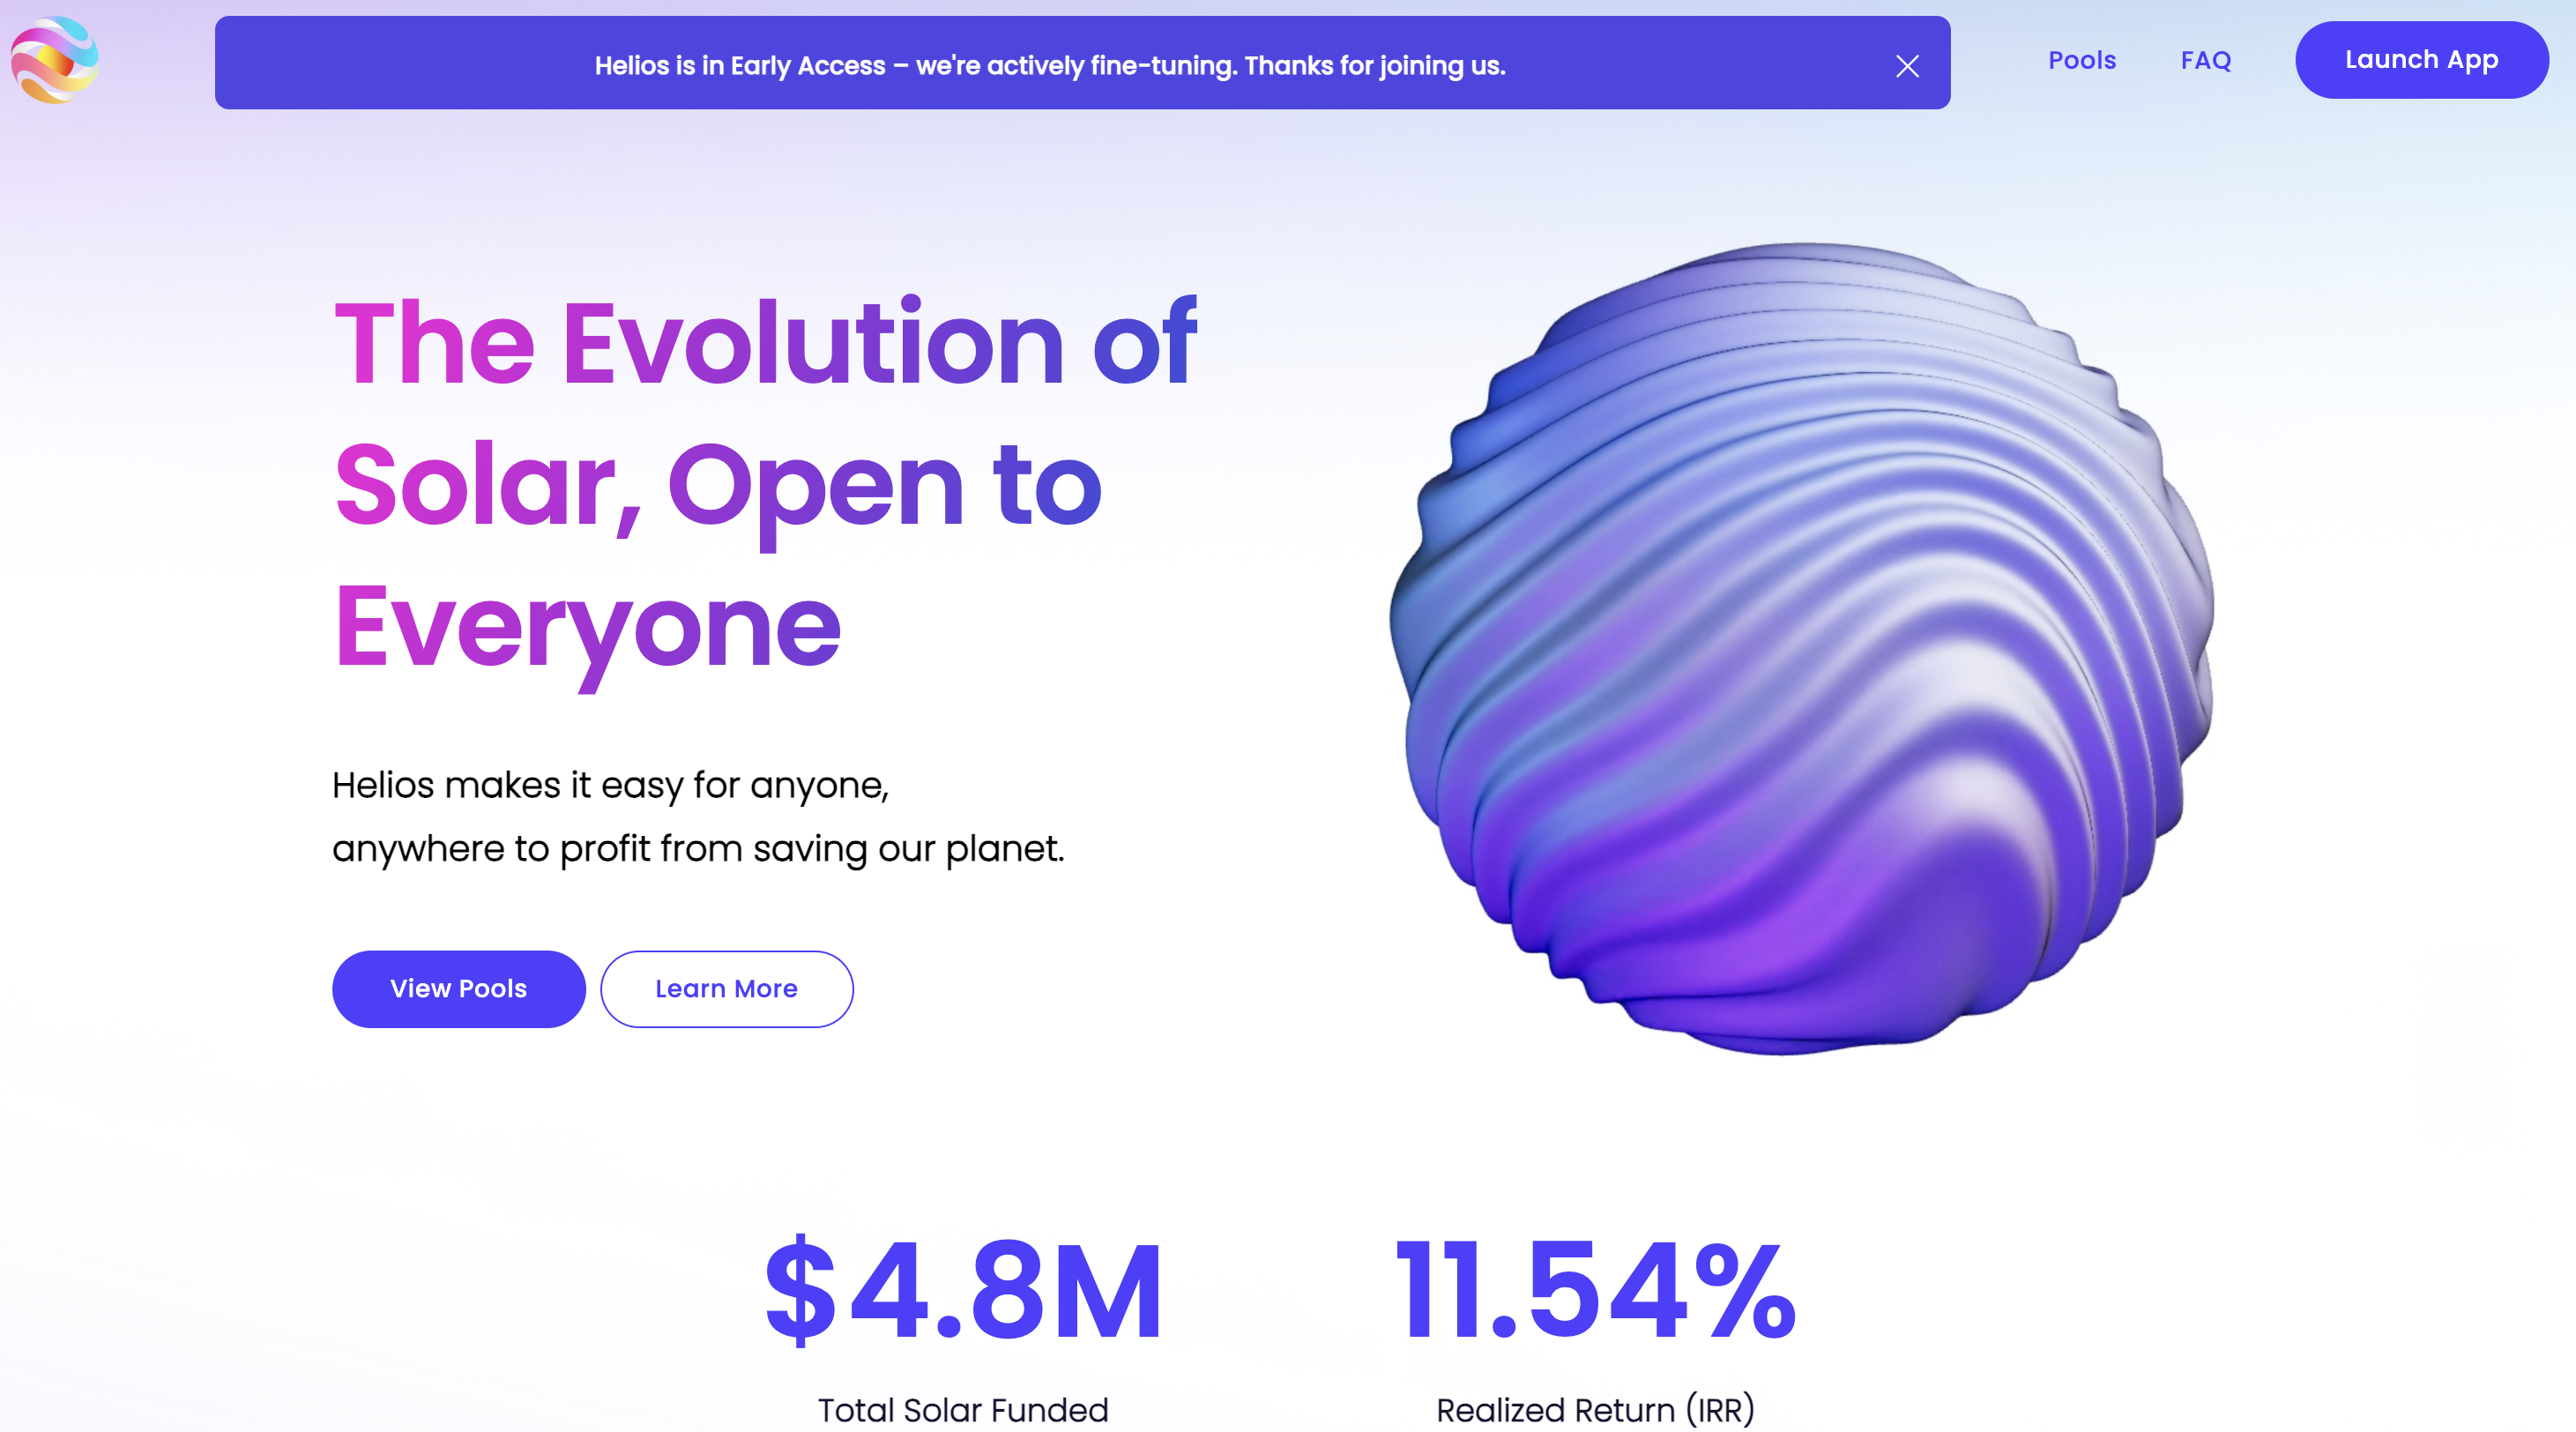 Helios is in Early Access – we're actively fine-tuning. Thanks for joining us.
Pools
FAQ
Launch App
The Evolution of
Solar, Open to
Everyone
Helios makes it easy for anyone,
anywhere to profit from saving our planet.
View Pools
Learn More
$4.8M
Total Solar Funded
11.54%
Realized Return (IRR)